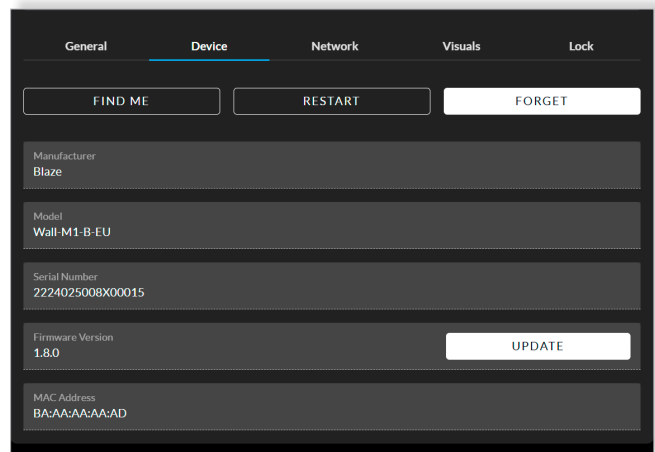 General Device Network Visuals Lock
FIND ME RESTART FORGET
Manufacturer
Blaze
Model
Wall-M1-B-EU
Serial Number
2224025008X00015
Firmware Version
1.8.0
UPDATE
MAC Address
BA:AA:AA:AA:AD